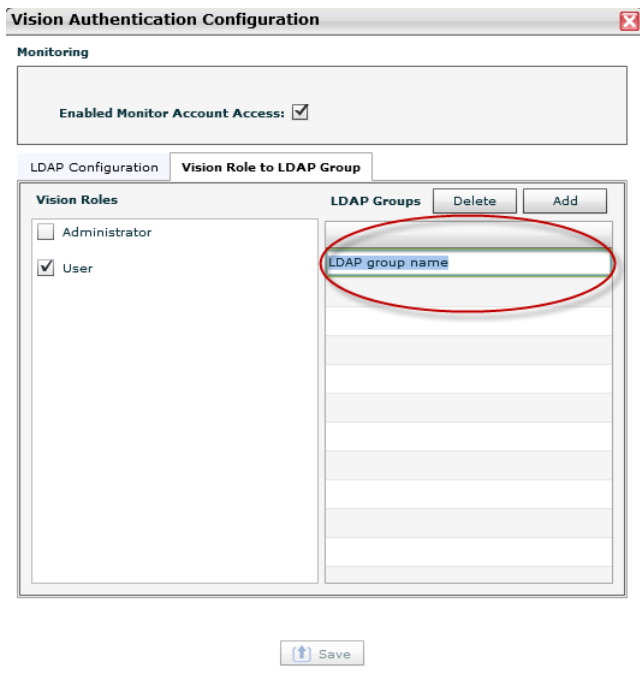 Vision Authentication Configuration
Monitoring
Enabled Monitor Account Access:
LDAP Configuration
Vision Role to LDAP Group
Vision Roles
LDAP Groups
Delete
Add
Administrator
LDAP group name
User
Save